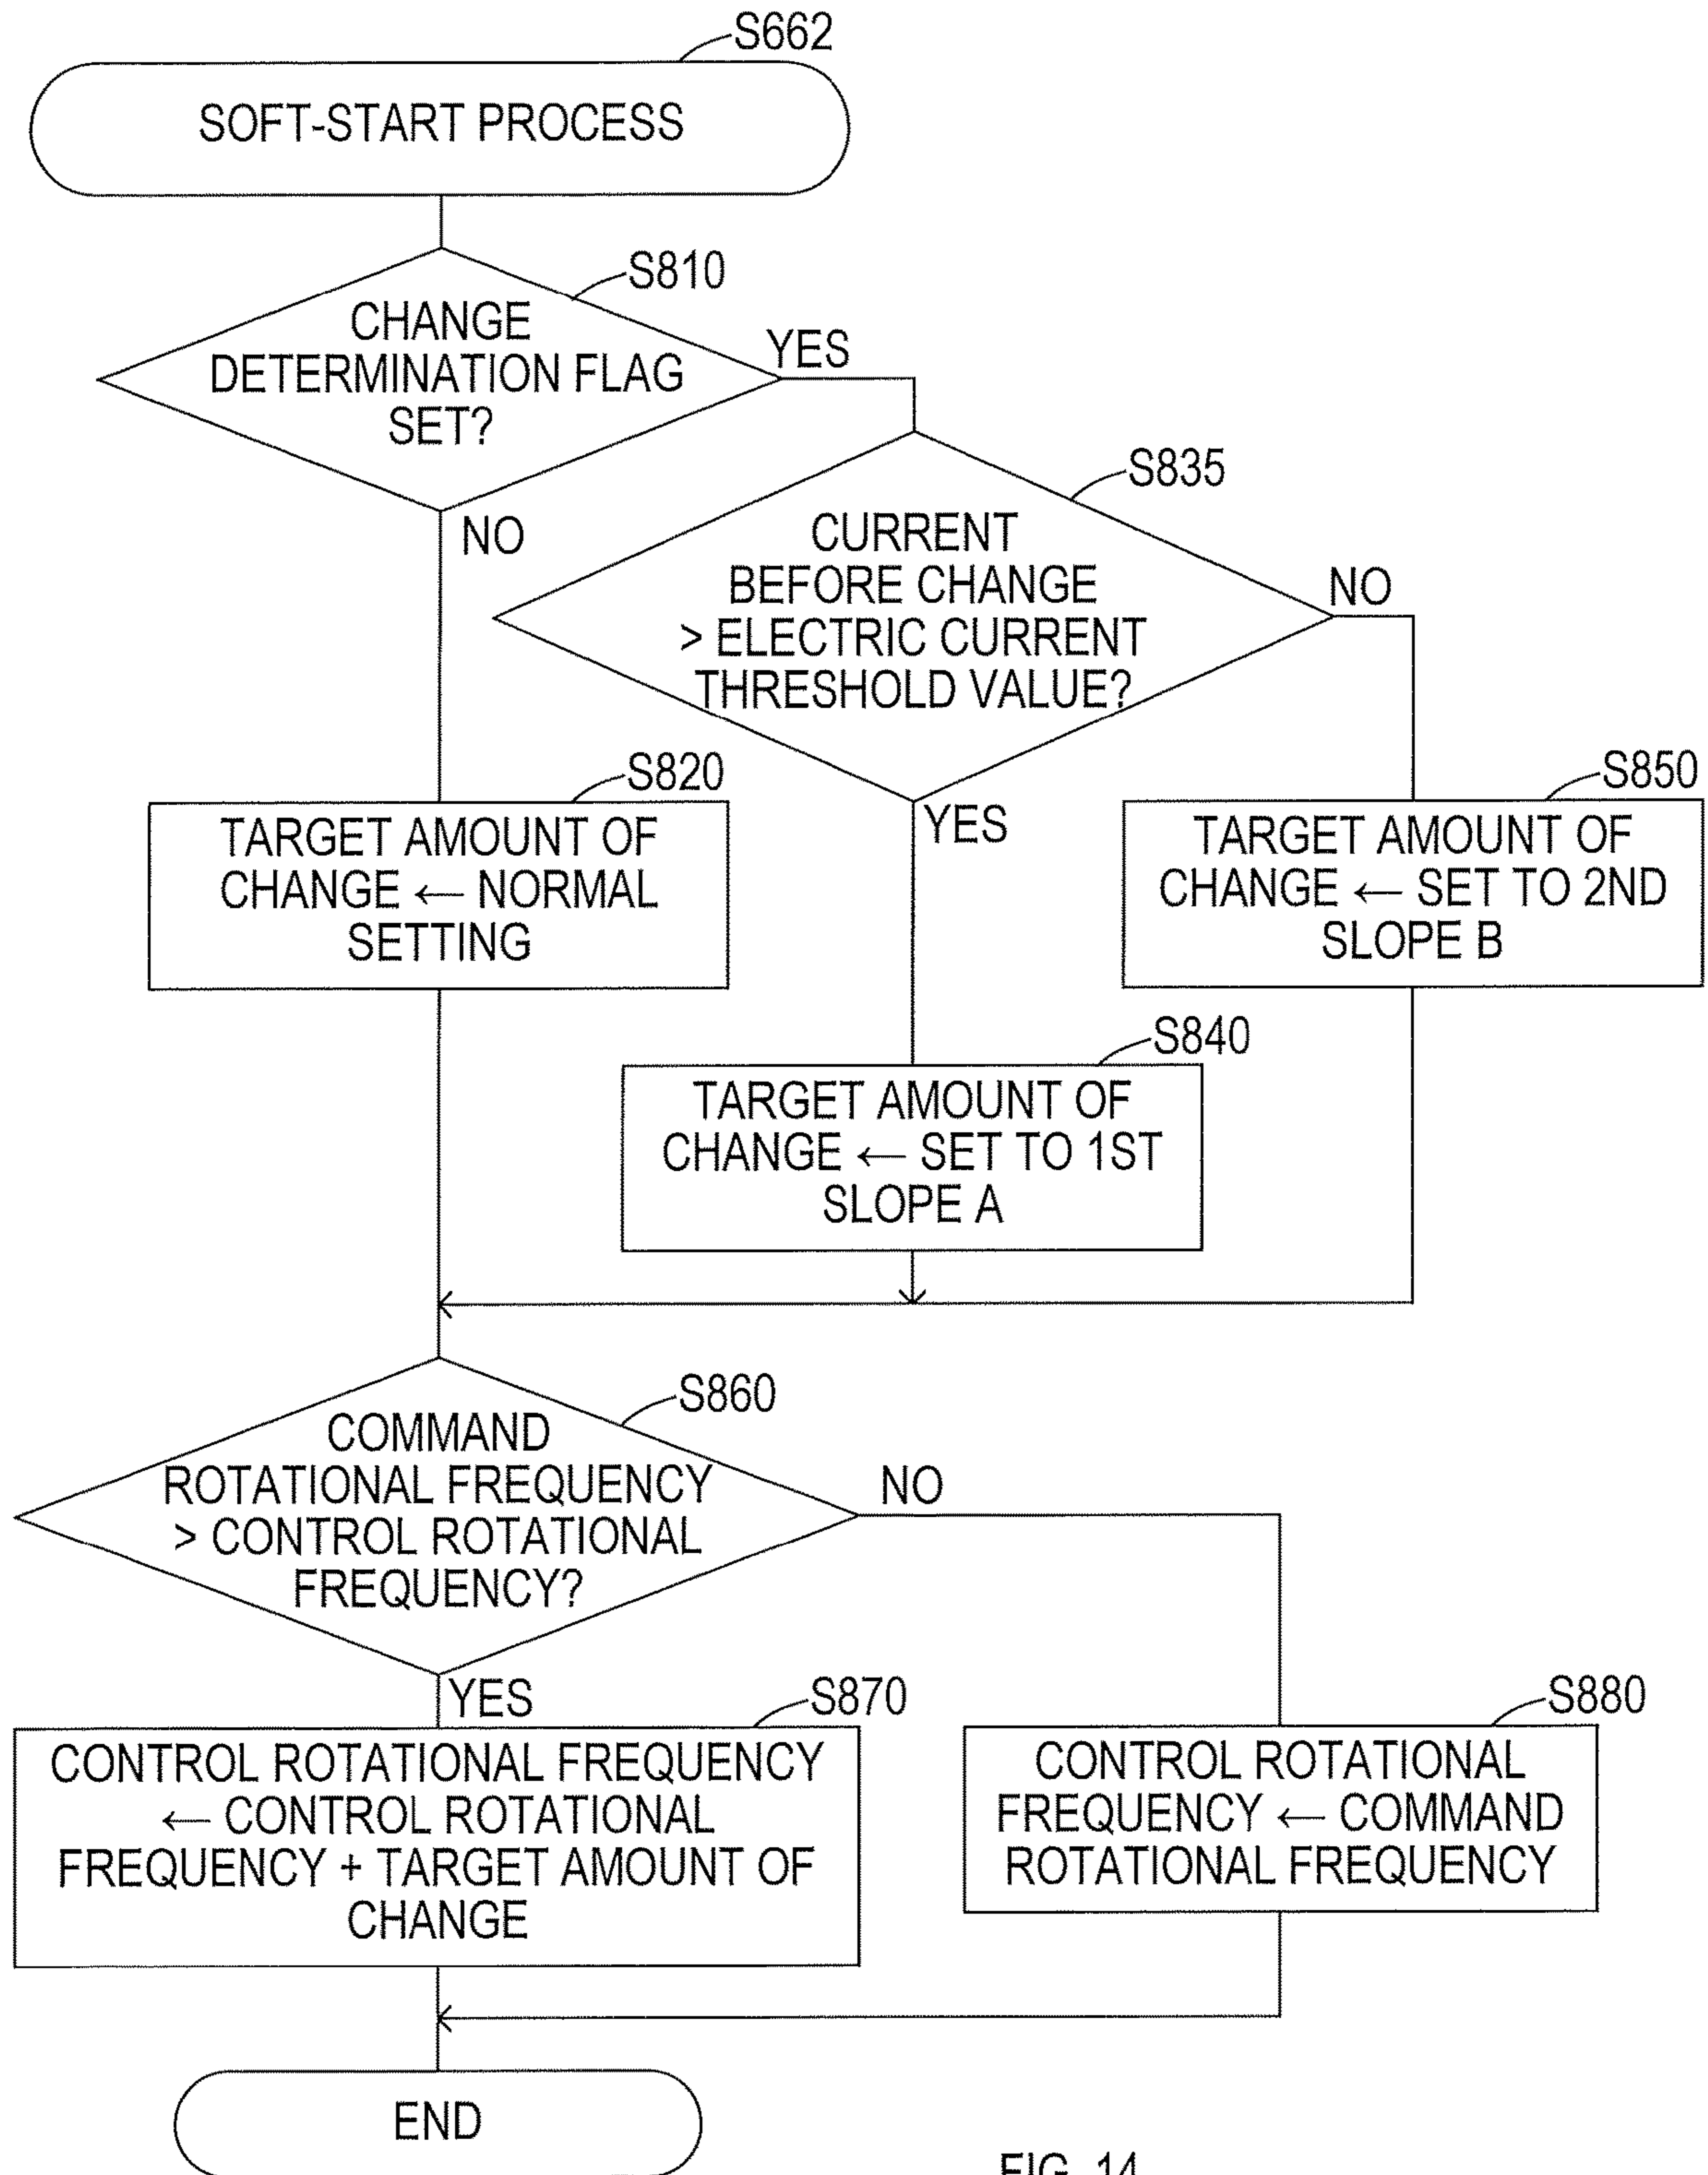 S662
SOFT-START PROCESS
S810
CHANGE
DETERMINATION FLAG
SET?
YES
NO
S835
CURRENT
BEFORE CHANGE
> ELECTRIC CURRENT
THRESHOLD VALUE?
NO
YES
S820
TARGET AMOUNT OF
CHANGE ← NORMAL
SETTING
S850
TARGET AMOUNT OF
CHANGE ← SET TO 2ND
SLOPE B
S840
TARGET AMOUNT OF
CHANGE ← SET TO 1ST
SLOPE A
S860
COMMAND
ROTATIONAL FREQUENCY
> CONTROL ROTATIONAL
FREQUENCY?
NO
YES
S870
CONTROL ROTATIONAL FREQUENCY
← CONTROL ROTATIONAL
FREQUENCY + TARGET AMOUNT OF
CHANGE
S880
CONTROL ROTATIONAL
FREQUENCY ← COMMAND
ROTATIONAL FREQUENCY
END
FIG. 14